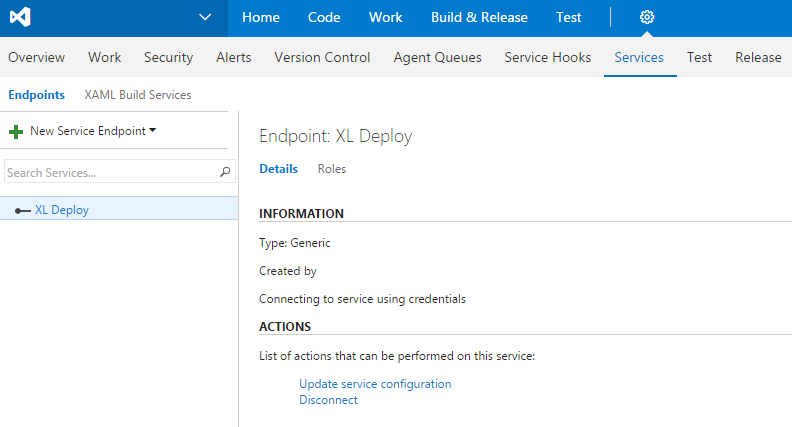 Home Code Work Build & Release Test
Overview Work Security Alerts Version Control Agent Queues Service Hooks Services Test Release
Endpoints XAML Build Services
New Service Endpoint
Search Services...
XL Deploy
Endpoint: XL Deploy
Details Roles
INFORMATION
Type: Generic
Created by
Connecting to service using credentials
ACTIONS
List of actions that can be performed on this service:
Update service configuration
Disconnect